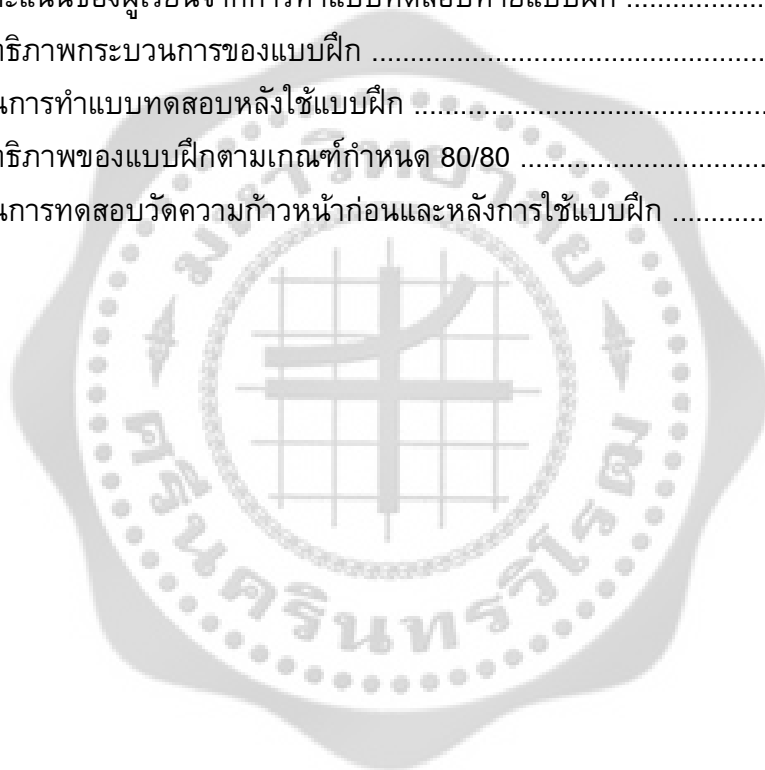 ะแนนของผู้เรียนจากการทำแบบทดสอบท้ายแบบฝึก ..................
ทธิภาพกระบวนการของแบบฝึก ..................................................
นการทำแบบทดสอบหลังใช้แบบฝึก .............................................
ทธิภาพของแบบฝึกตามเกณฑ์กำหนด 80/80 ................................
นการทดสอบวัดความก้าวหน้าก่อนและหลังการใช้แบบฝึก ............
มหาวิทยาลัย
ศรีนครินทรวิโรฒ